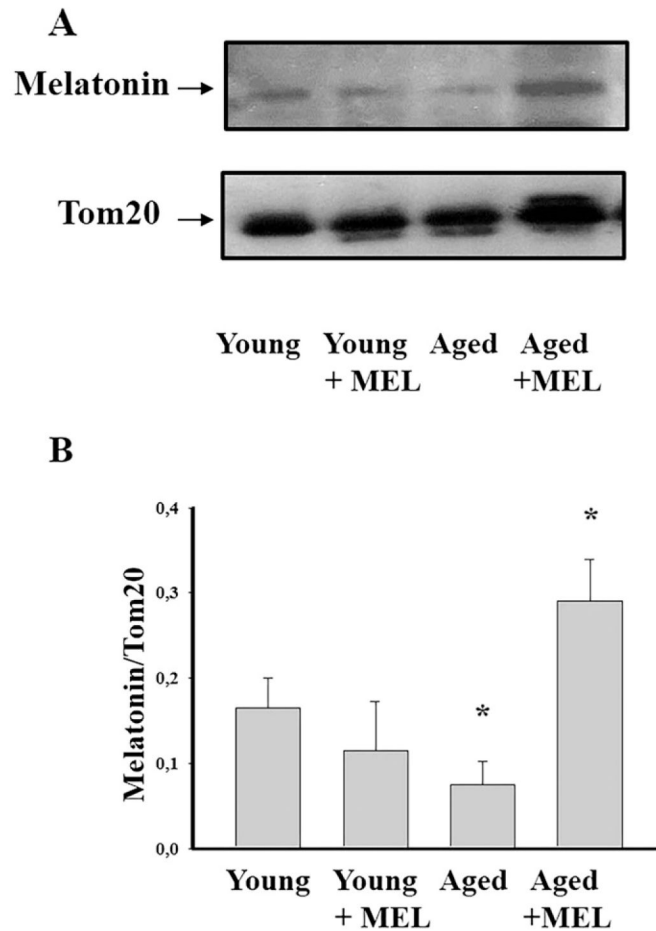 A
Melatonin →
Tom20 →
Young Young Aged Aged
+ MEL +MEL
B
0,4
0,3
0,2
0,1
0,0
Melatonin/Tom20
*
*
Young Young Aged Aged
+ MEL +MEL